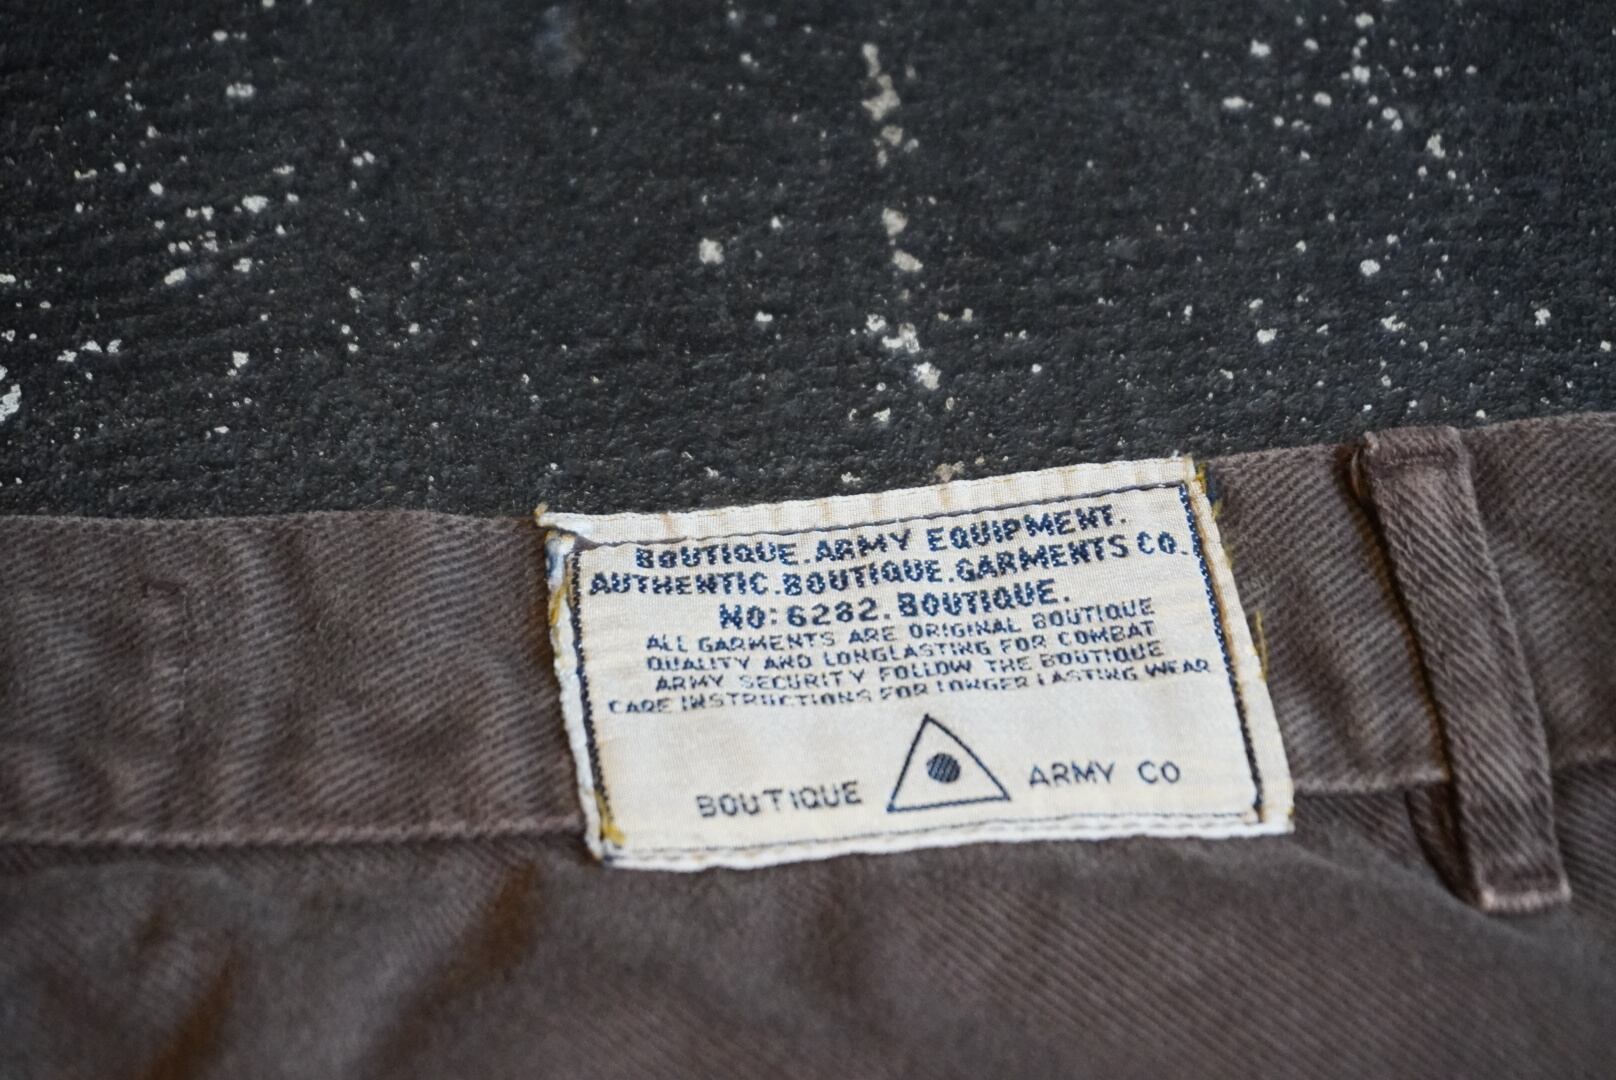 BOUTIQUE.ARMY EQUIPMENT.
AUTHENTIC.BOUTIQUE.GARMENTS CO.
NO:6282. BOUTIQUE.
ALL GARMENTS ARE ORIGINAL BOUTIQUE
QUALITY AND LONGLASTING FOR COMBAT
ARMY SECURITY FOLLOW THE BOUTIQUE
CARE INSTRUCTIONS FOR LONGER LASTING WEAR
BOUTIQUE ARMY CO